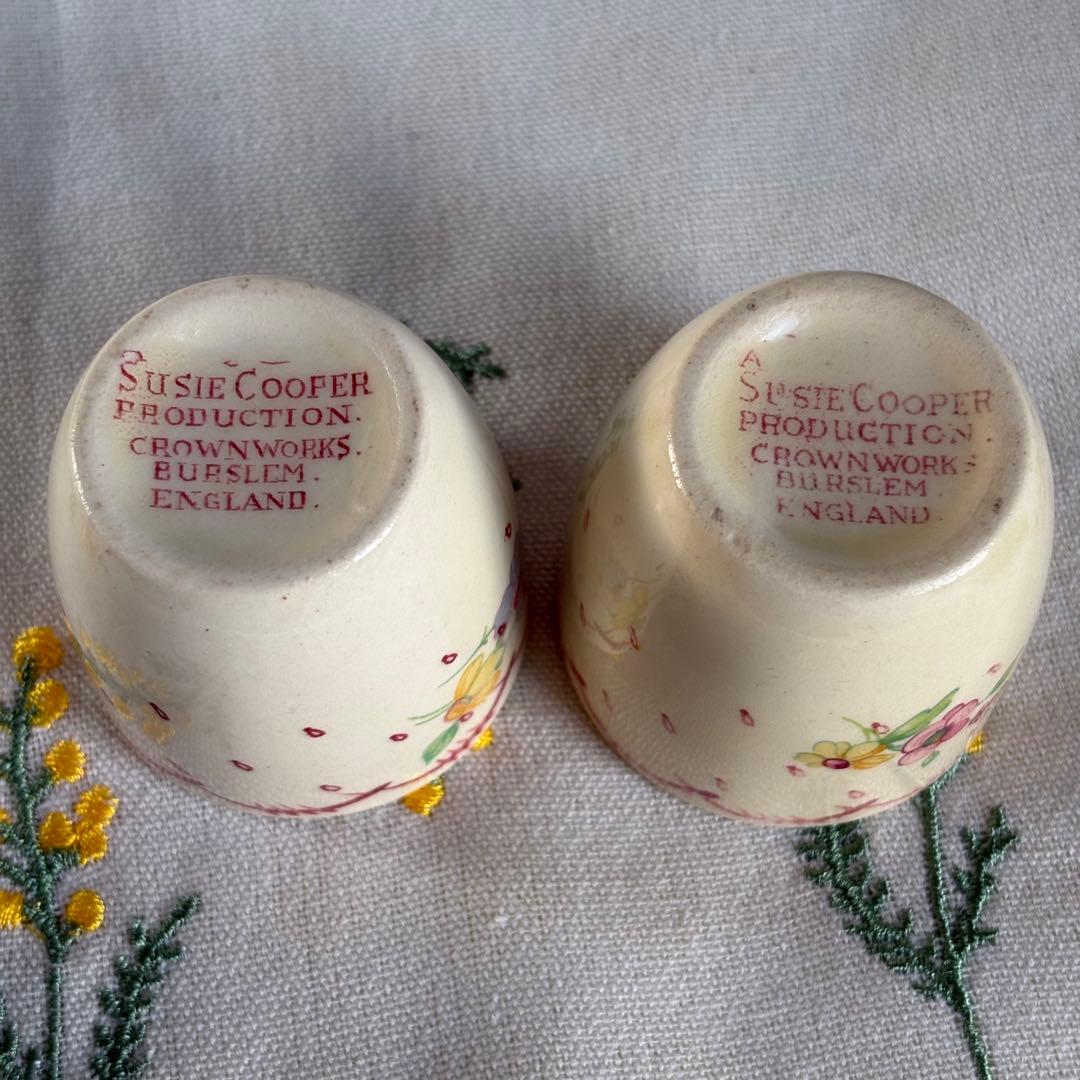 SUSIE COOPER
PRODUCTION.
CROWNWORKS.
BURSLEM.
ENGLAND.
A
SUSIE COOPER
PRODUCTION.
CROWNWORKS
BURSLEM.
ENGLAND.